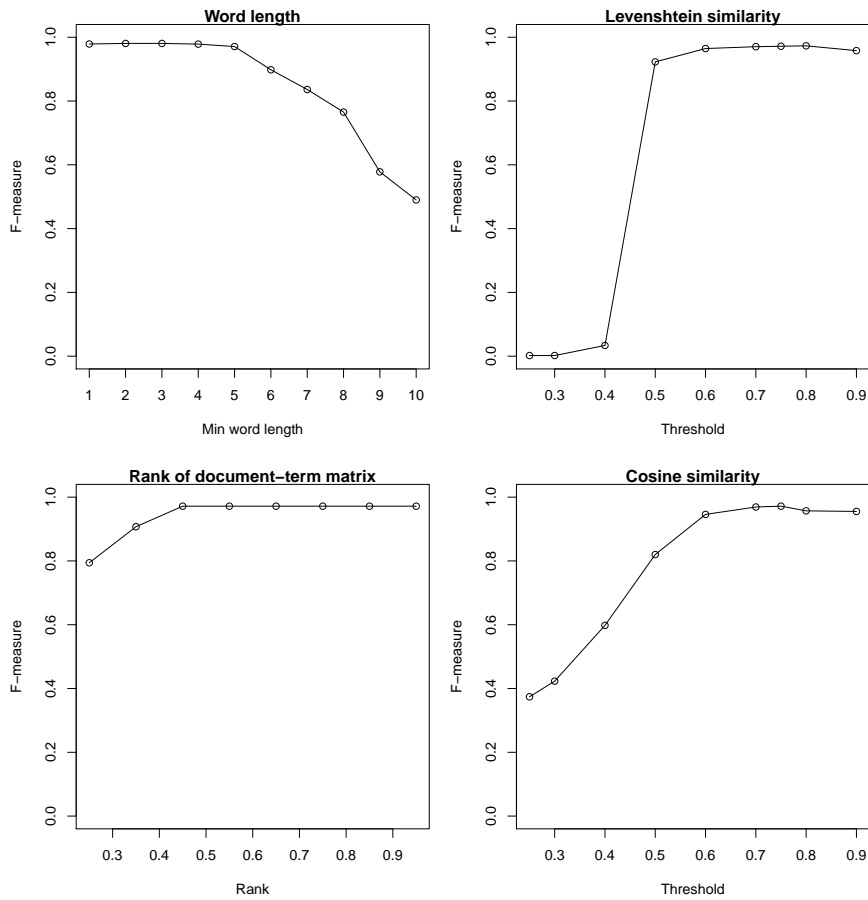 Word length
F−measure
0.0 0.2 0.4 0.6 0.8 1.0
1 2 3 4 5 6 7 8 9 10
Min word length
Levenshtein similarity
F−measure
0.0 0.2 0.4 0.6 0.8 1.0
0.3 0.4 0.5 0.6 0.7 0.8 0.9
Threshold
Rank of document−term matrix
F−measure
0.0 0.2 0.4 0.6 0.8 1.0
0.3 0.4 0.5 0.6 0.7 0.8 0.9
Rank
Cosine similarity
F−measure
0.0 0.2 0.4 0.6 0.8 1.0
0.3 0.4 0.5 0.6 0.7 0.8 0.9
Threshold